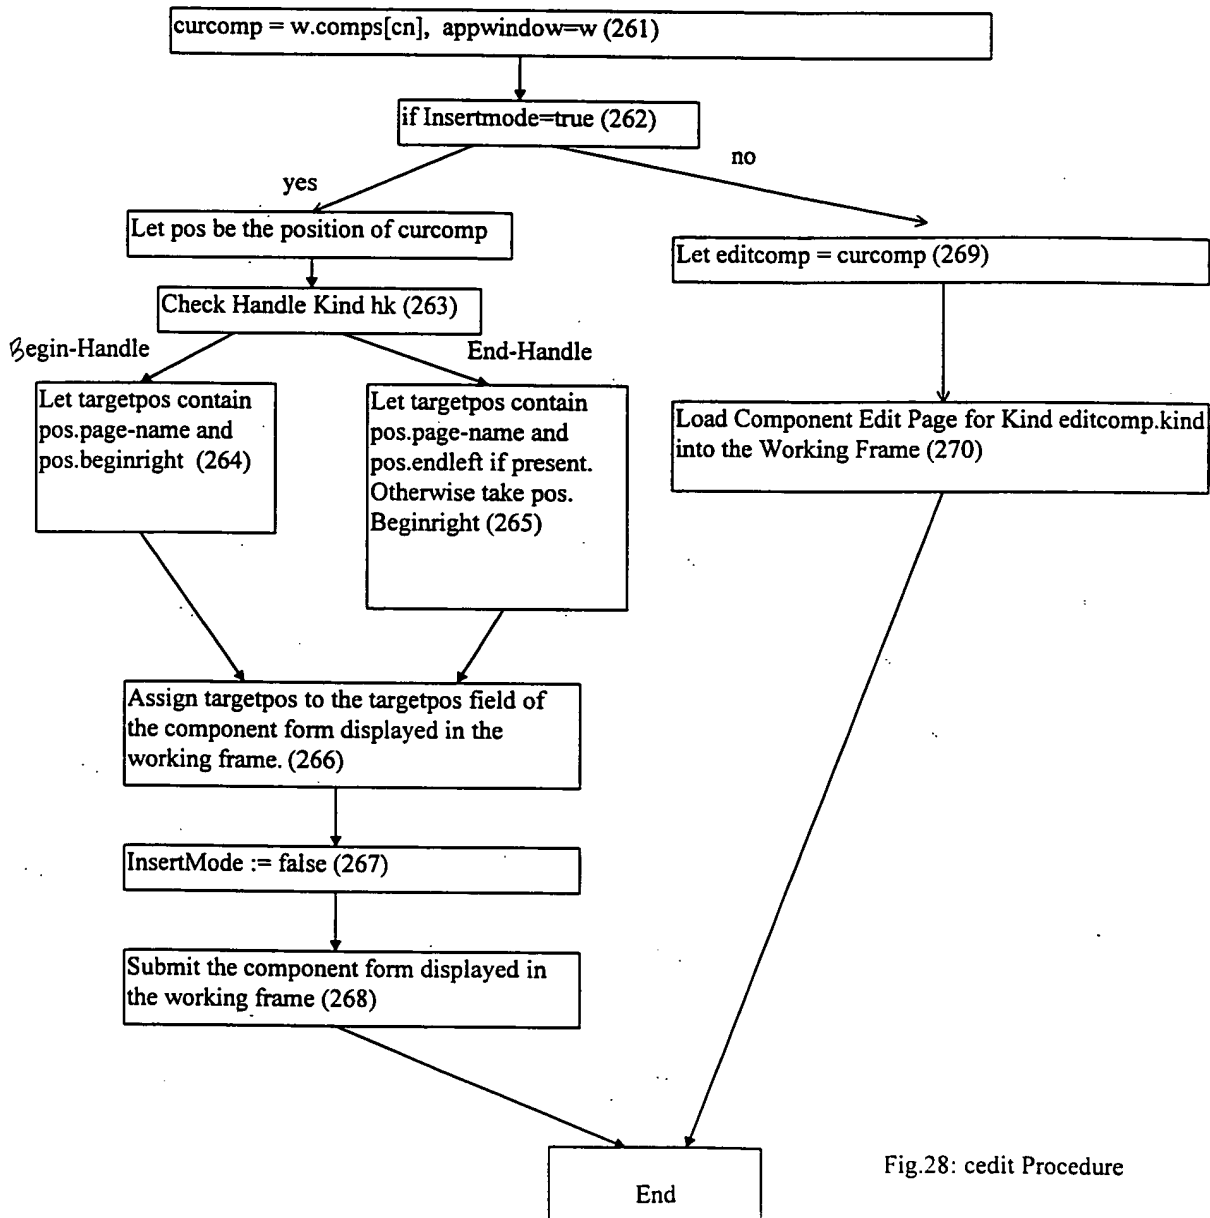 curcomp = w.comps[cn], appwindow=w (261)
if Insertmode=true (262)
yes
no
Let pos be the position of curcomp
Let editcomp = curcomp (269)
Check Handle Kind hk (263)
Begin-Handle
End-Handle
Let targetpos contain
pos.page-name and
pos.beginright (264)
Let targetpos contain
pos.page-name and
pos.endleft if present.
Otherwise take pos.
Beginright (265)
Load Component Edit Page for Kind editcomp.kind
into the Working Frame (270)
Assign targetpos to the targetpos field of
the component form displayed in the
working frame. (266)
InsertMode := false (267)
Submit the component form displayed in
the working frame (268)
End
Fig.28: cedit Procedure